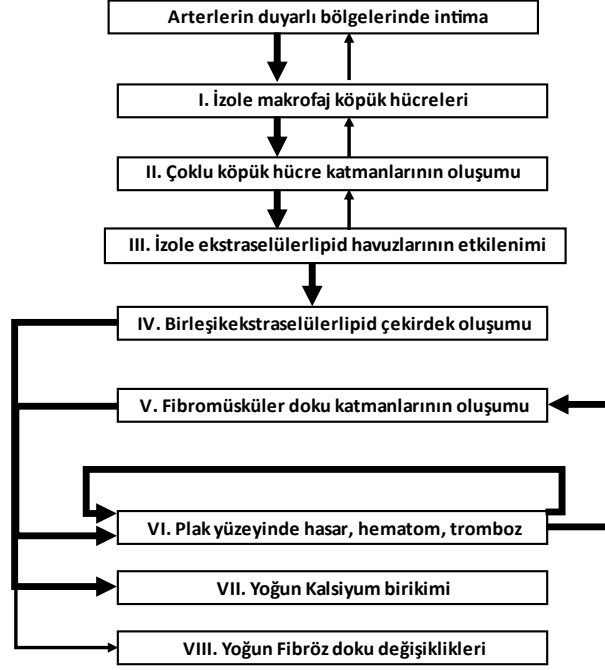 Arterlerin duyarlı bölgelerinde intima
I. İzole makrofaj köpük hücreleri
II. Çoklu köpük hücre katmanlarının oluşumu
III. İzole ekstraselülerlipid havuzlarının etkilenimi
IV. Birleşikekstraselülerlipid çekirdek oluşumu
V. Fibromüsküler doku katmanlarının oluşumu
VI. Plak yüzeyinde hasar, hematom, tromboz
VII. Yoğun Kalsiyum birikimi
VIII. Yoğun Fibröz doku değişiklikleri